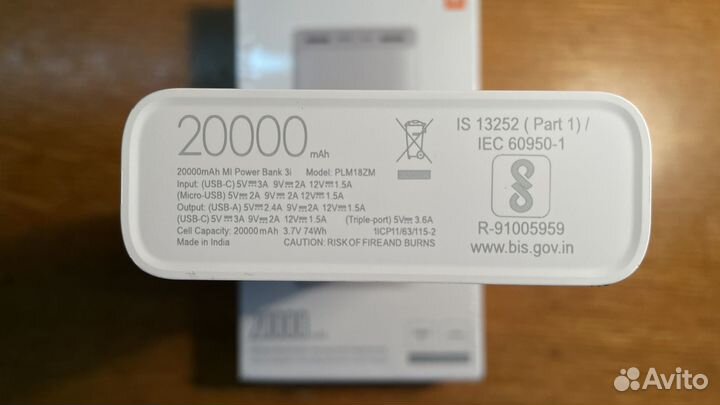 20000 mAh
20000mAh MI Power Bank 3i Model: PLM18ZM
Input: (USB-C) 5V⎓3A 9V⎓2A 12V⎓1.5A
(Micro-USB) 5V⎓2A 9V⎓2A 12V⎓1.5A
Output: (USB-A) 5V⎓2.4A 9V⎓2A 12V⎓1.5A
(USB-C) 5V⎓3A 9V⎓2A 12V⎓1.5A (Triple-port) 5V⎓3.6A
Cell Capacity: 20000mAh 3.7V 74Wh 1ICP11/63/115-2
Made in India CAUTION: RISK OF FIRE AND BURNS
IS 13252 ( Part 1) /
IEC 60950-1
R-91005959
www.bis.gov.in
20000
Avito